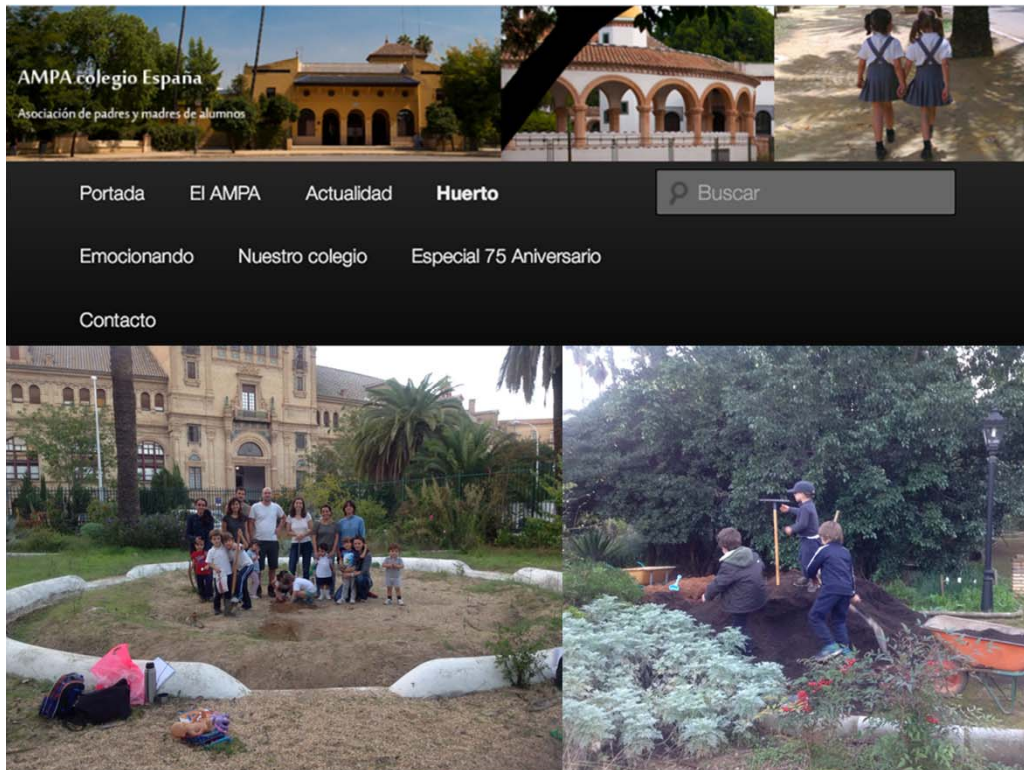 AMPA colegio España
Asociación de padres y madres de alumnos
Portada El AMPA Actualidad Huerto Buscar
Emocionando Nuestro colegio Especial 75 Aniversario
Contacto